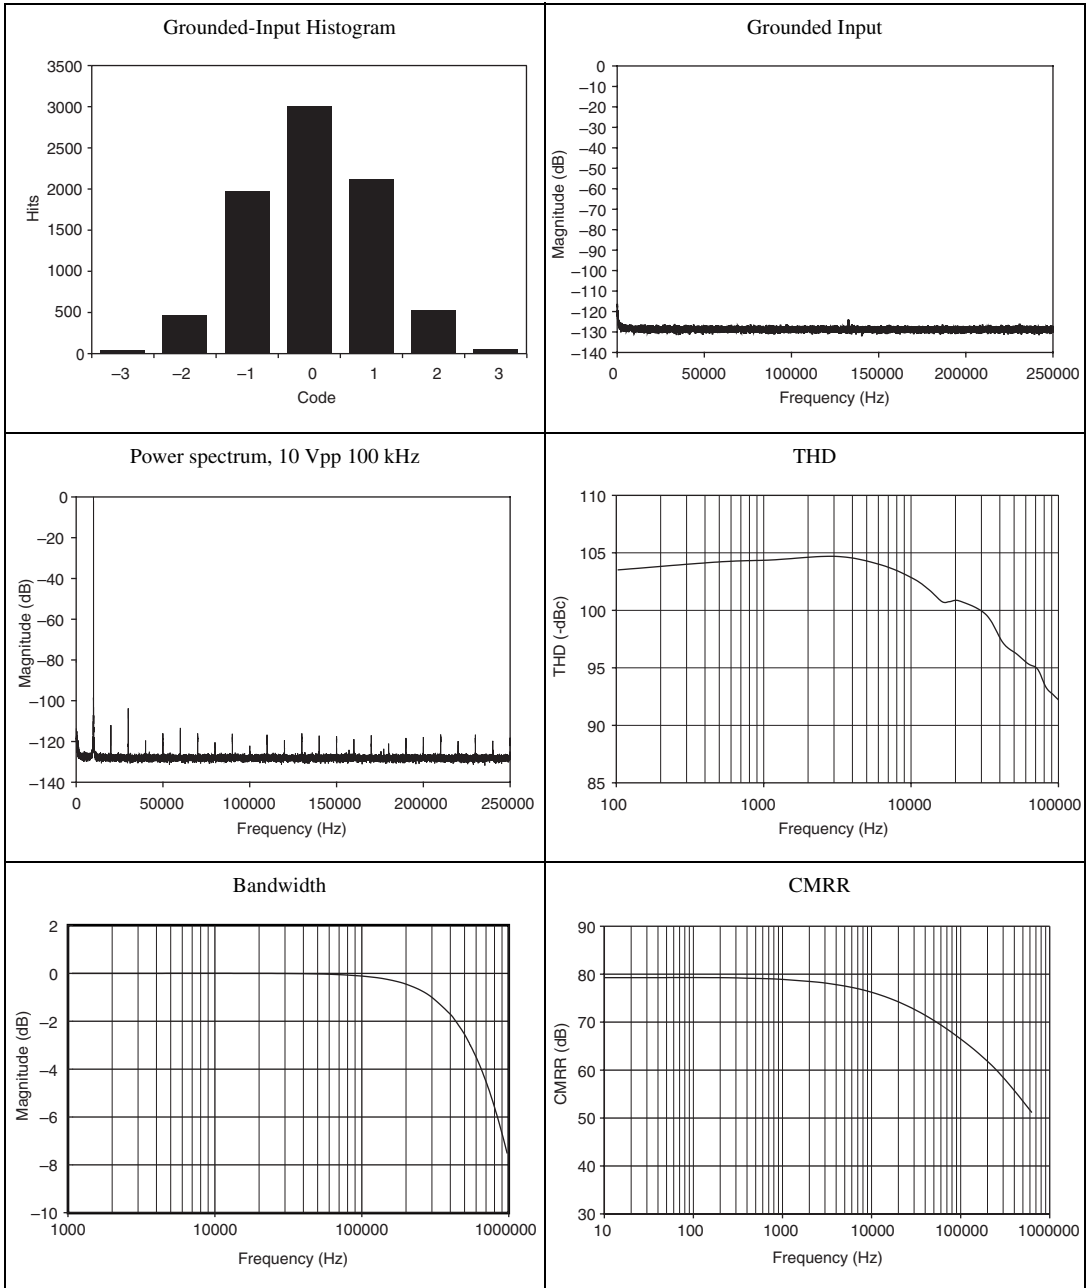 Grounded-Input Histogram
3500
3000
2500
2000
1500
1000
500
0
Hits
–3 –2 –1 0 1 2 3
Code
Grounded Input
0
–10
–20
–30
–40
–50
–60
–70
–80
–90
–100
–110
–120
–130
–140
Magnitude (dB)
0 50000 100000 150000 200000 250000
Frequency (Hz)
Power spectrum, 10 Vpp 100 kHz
0
–20
–40
–60
–80
–100
–120
–140
Magnitude (dB)
0 50000 100000 150000 200000 250000
Frequency (Hz)
THD
110
105
100
95
90
85
THD (-dBc)
100 1000 10000 100000
Frequency (Hz)
Bandwidth
2
0
–2
–4
–6
–8
–10
Magnitude (dB)
1000 10000 100000 1000000
Frequency (Hz)
CMRR
90
80
70
60
50
40
30
CMRR (dB)
10 100 1000 10000 100000 1000000
Frequency (Hz)